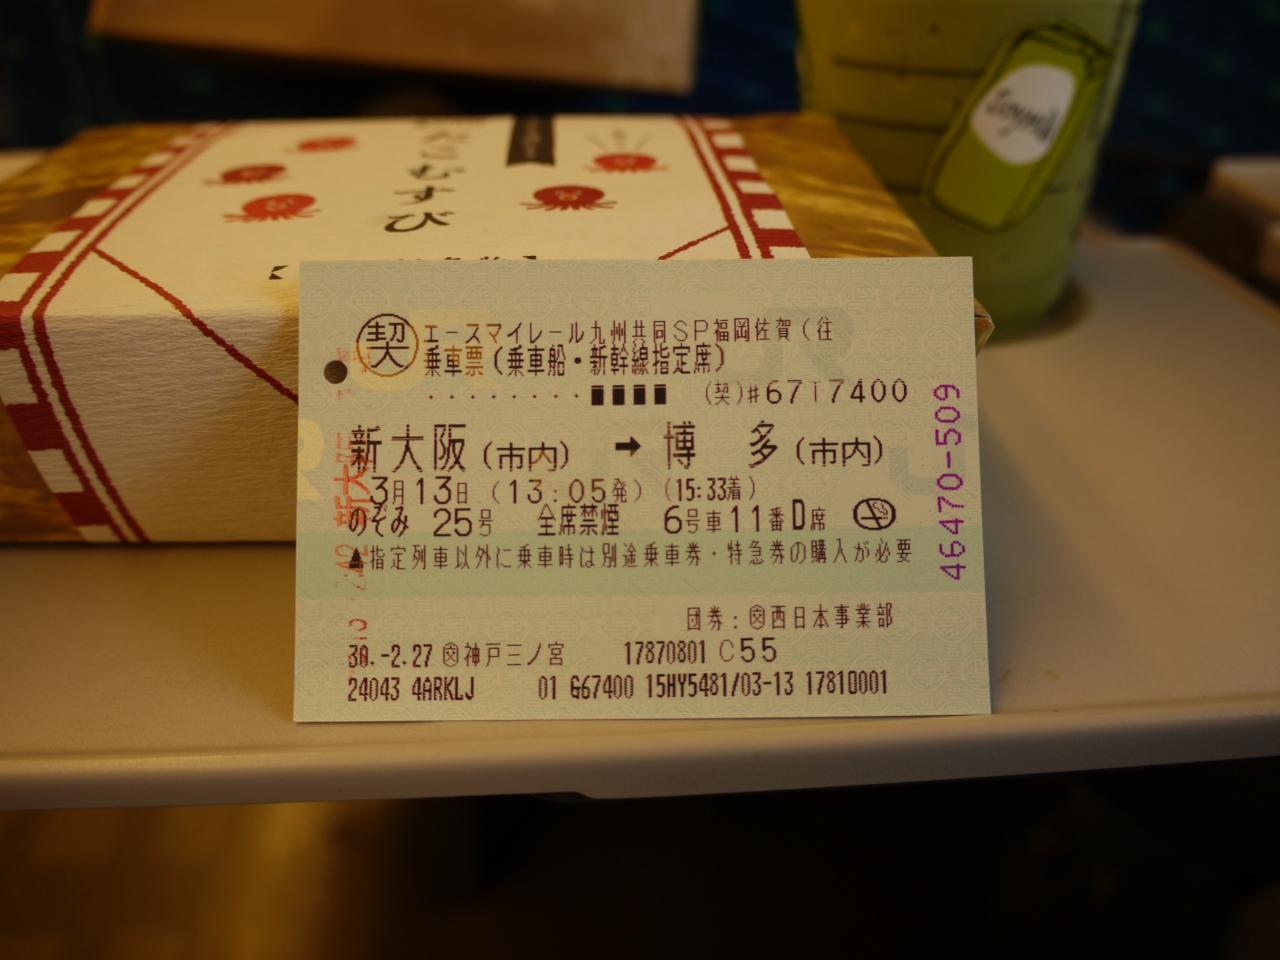 むすび
契 エースマイレール九州共同SP福岡佐賀（往
乗車票（乗車船・新幹線指定席）
・・・・・・・・・■■■■ （契）♯67T7400
新大阪（市内） ➡ 博 多（市内）
3月13日 （13：05発）（15:33着）
のぞみ 25号 全席禁煙 6号車11番D席
▲指定列車以外に乗車時は別途乗車券・特急券の購入が必要
団券：㊋西日本事業部
30.-2.27 神戸三ノ宮 17870801 C55
24043 4ARKLJ 01 G67400 15HY5481/03-13 17810001
46470-509
新大阪